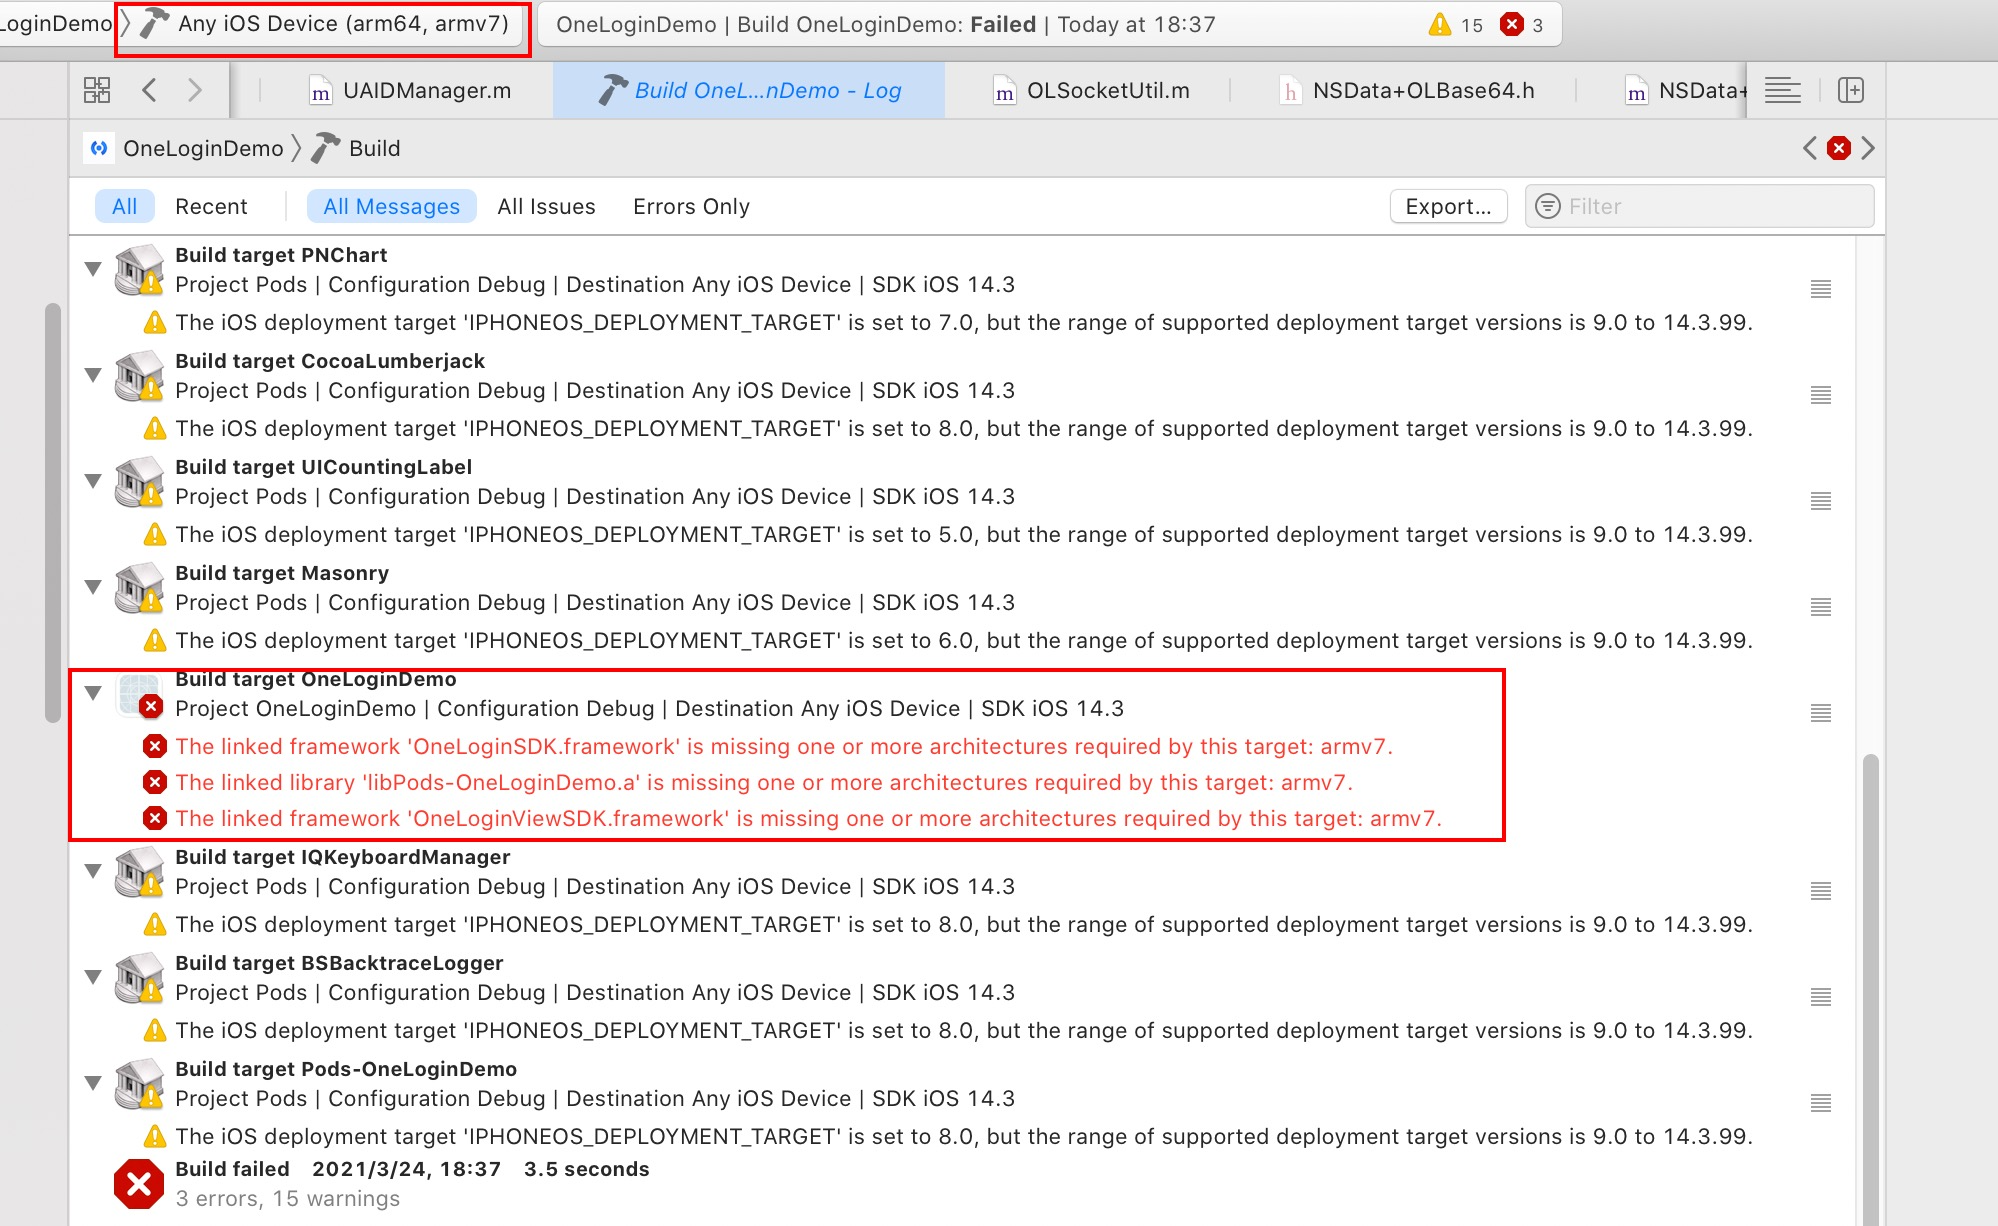 LoginDemo
Any iOS Device (arm64, armv7)
OneLoginDemo | Build OneLoginDemo: Failed | Today at 18:37
15
3
m UAIDManager.m
Build OneL...nDemo - Log
m OLSocketUtil.m
h NSData+OLBase64.h
m NSData+
OneLoginDemo
Build
All
Recent
All Messages
All Issues
Errors Only
Export...
Filter
Build target PNChart
Project Pods | Configuration Debug | Destination Any iOS Device | SDK iOS 14.3
The iOS deployment target 'IPHONEOS_DEPLOYMENT_TARGET' is set to 7.0, but the range of supported deployment target versions is 9.0 to 14.3.99.
Build target CocoaLumberjack
Project Pods | Configuration Debug | Destination Any iOS Device | SDK iOS 14.3
The iOS deployment target 'IPHONEOS_DEPLOYMENT_TARGET' is set to 8.0, but the range of supported deployment target versions is 9.0 to 14.3.99.
Build target UICountingLabel
Project Pods | Configuration Debug | Destination Any iOS Device | SDK iOS 14.3
The iOS deployment target 'IPHONEOS_DEPLOYMENT_TARGET' is set to 5.0, but the range of supported deployment target versions is 9.0 to 14.3.99.
Build target Masonry
Project Pods | Configuration Debug | Destination Any iOS Device | SDK iOS 14.3
The iOS deployment target 'IPHONEOS_DEPLOYMENT_TARGET' is set to 6.0, but the range of supported deployment target versions is 9.0 to 14.3.99.
Build target OneLoginDemo
Project OneLoginDemo | Configuration Debug | Destination Any iOS Device | SDK iOS 14.3
The linked framework 'OneLoginSDK.framework' is missing one or more architectures required by this target: armv7.
The linked library 'libPods-OneLoginDemo.a' is missing one or more architectures required by this target: armv7.
The linked framework 'OneLoginViewSDK.framework' is missing one or more architectures required by this target: armv7.
Build target IQKeyboardManager
Project Pods | Configuration Debug | Destination Any iOS Device | SDK iOS 14.3
The iOS deployment target 'IPHONEOS_DEPLOYMENT_TARGET' is set to 8.0, but the range of supported deployment target versions is 9.0 to 14.3.99.
Build target BSBacktraceLogger
Project Pods | Configuration Debug | Destination Any iOS Device | SDK iOS 14.3
The iOS deployment target 'IPHONEOS_DEPLOYMENT_TARGET' is set to 8.0, but the range of supported deployment target versions is 9.0 to 14.3.99.
Build target Pods-OneLoginDemo
Project Pods | Configuration Debug | Destination Any iOS Device | SDK iOS 14.3
The iOS deployment target 'IPHONEOS_DEPLOYMENT_TARGET' is set to 8.0, but the range of supported deployment target versions is 9.0 to 14.3.99.
Build failed 2021/3/24, 18:37 3.5 seconds
3 errors, 15 warnings